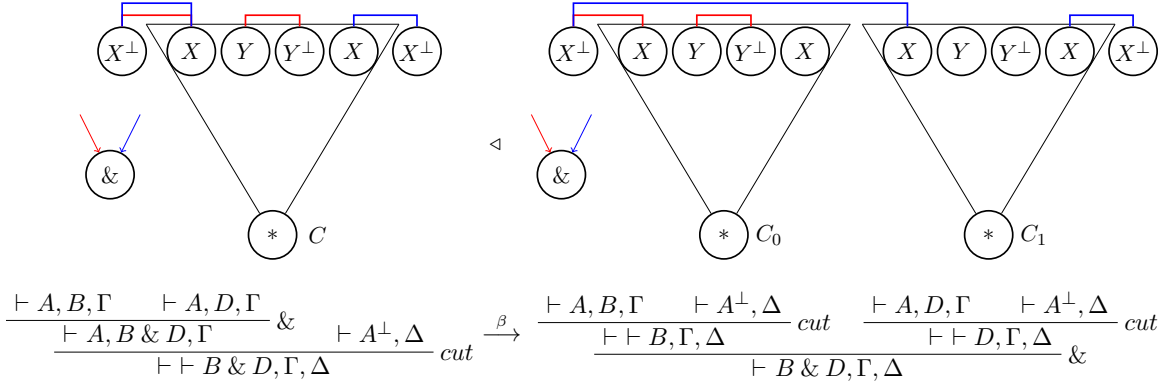 X⊥ X Y Y⊥ X X⊥ X⊥ X Y Y⊥ X X Y Y⊥ X X⊥
& ◁ &
* C * C₀ * C₁
⊢ A, B, Γ ⊢ A, D, Γ & ⊢ A, B, Γ ⊢ A⊥, Δ cut ⊢ A, D, Γ ⊢ A⊥, Δ cut
⊢ A, B & D, Γ ⊢ A⊥, Δ cut β ⟶ ⊢ ⊢ B, Γ, Δ ⊢ ⊢ D, Γ, Δ &
⊢ ⊢ B & D, Γ, Δ ⊢ B & D, Γ, Δ